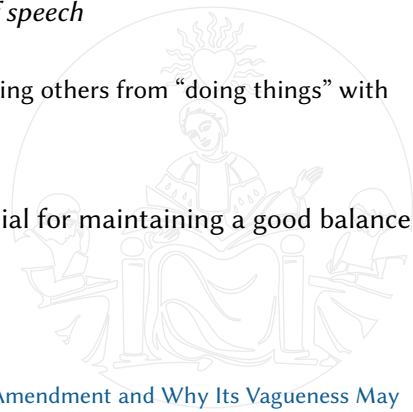 speech
ing others from “doing things” with
ial for maintaining a good balance
Amendment and Why Its Vagueness May